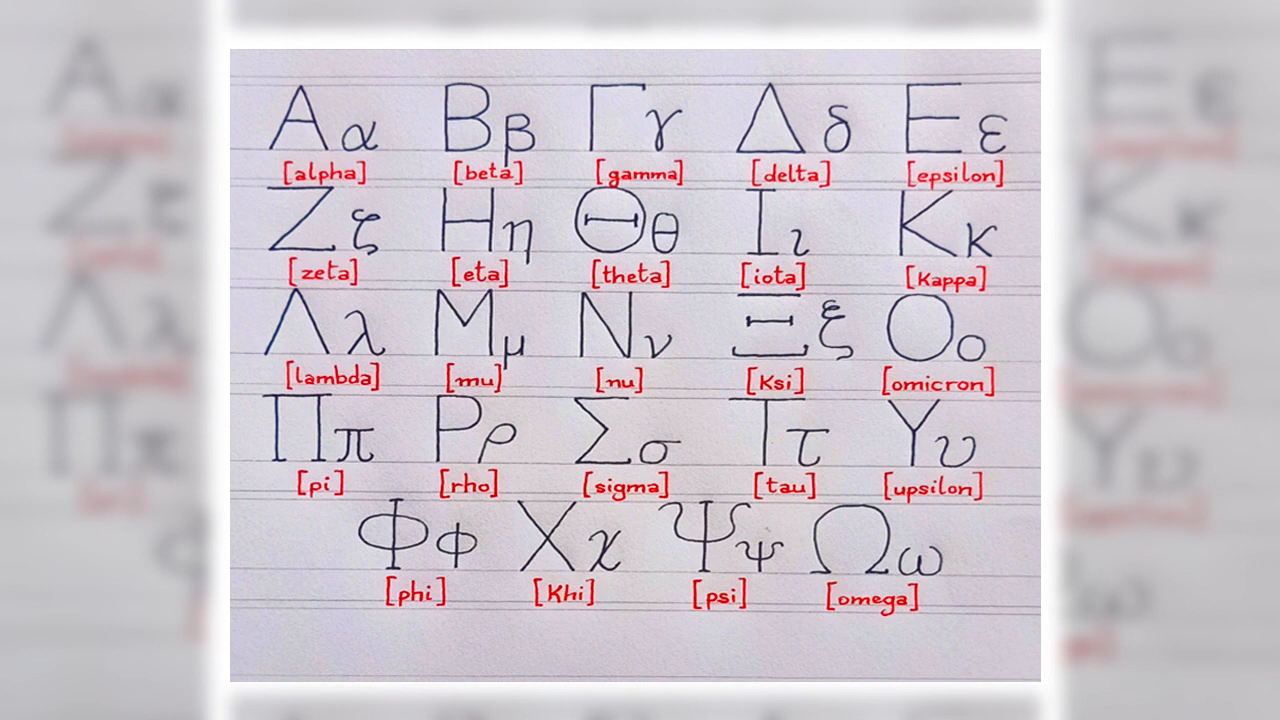 Α α Β β Γ γ Δ δ Ε ε
[alpha] [beta] [gamma] [delta] [epsilon]
Ζ ζ Η η Θ θ Ι ι Κ κ
[zeta] [eta] [theta] [iota] [Kappa]
Λ λ Μ μ Ν ν Ξ ξ Ο ο
[lambda] [mu] [nu] [Ksi] [omicron]
Π π Ρ ρ Σ σ Τ τ Υ υ
[pi] [rho] [sigma] [tau] [upsilon]
Φ φ Χ χ Ψ ψ Ω ω
[phi] [Khi] [psi] [omega]